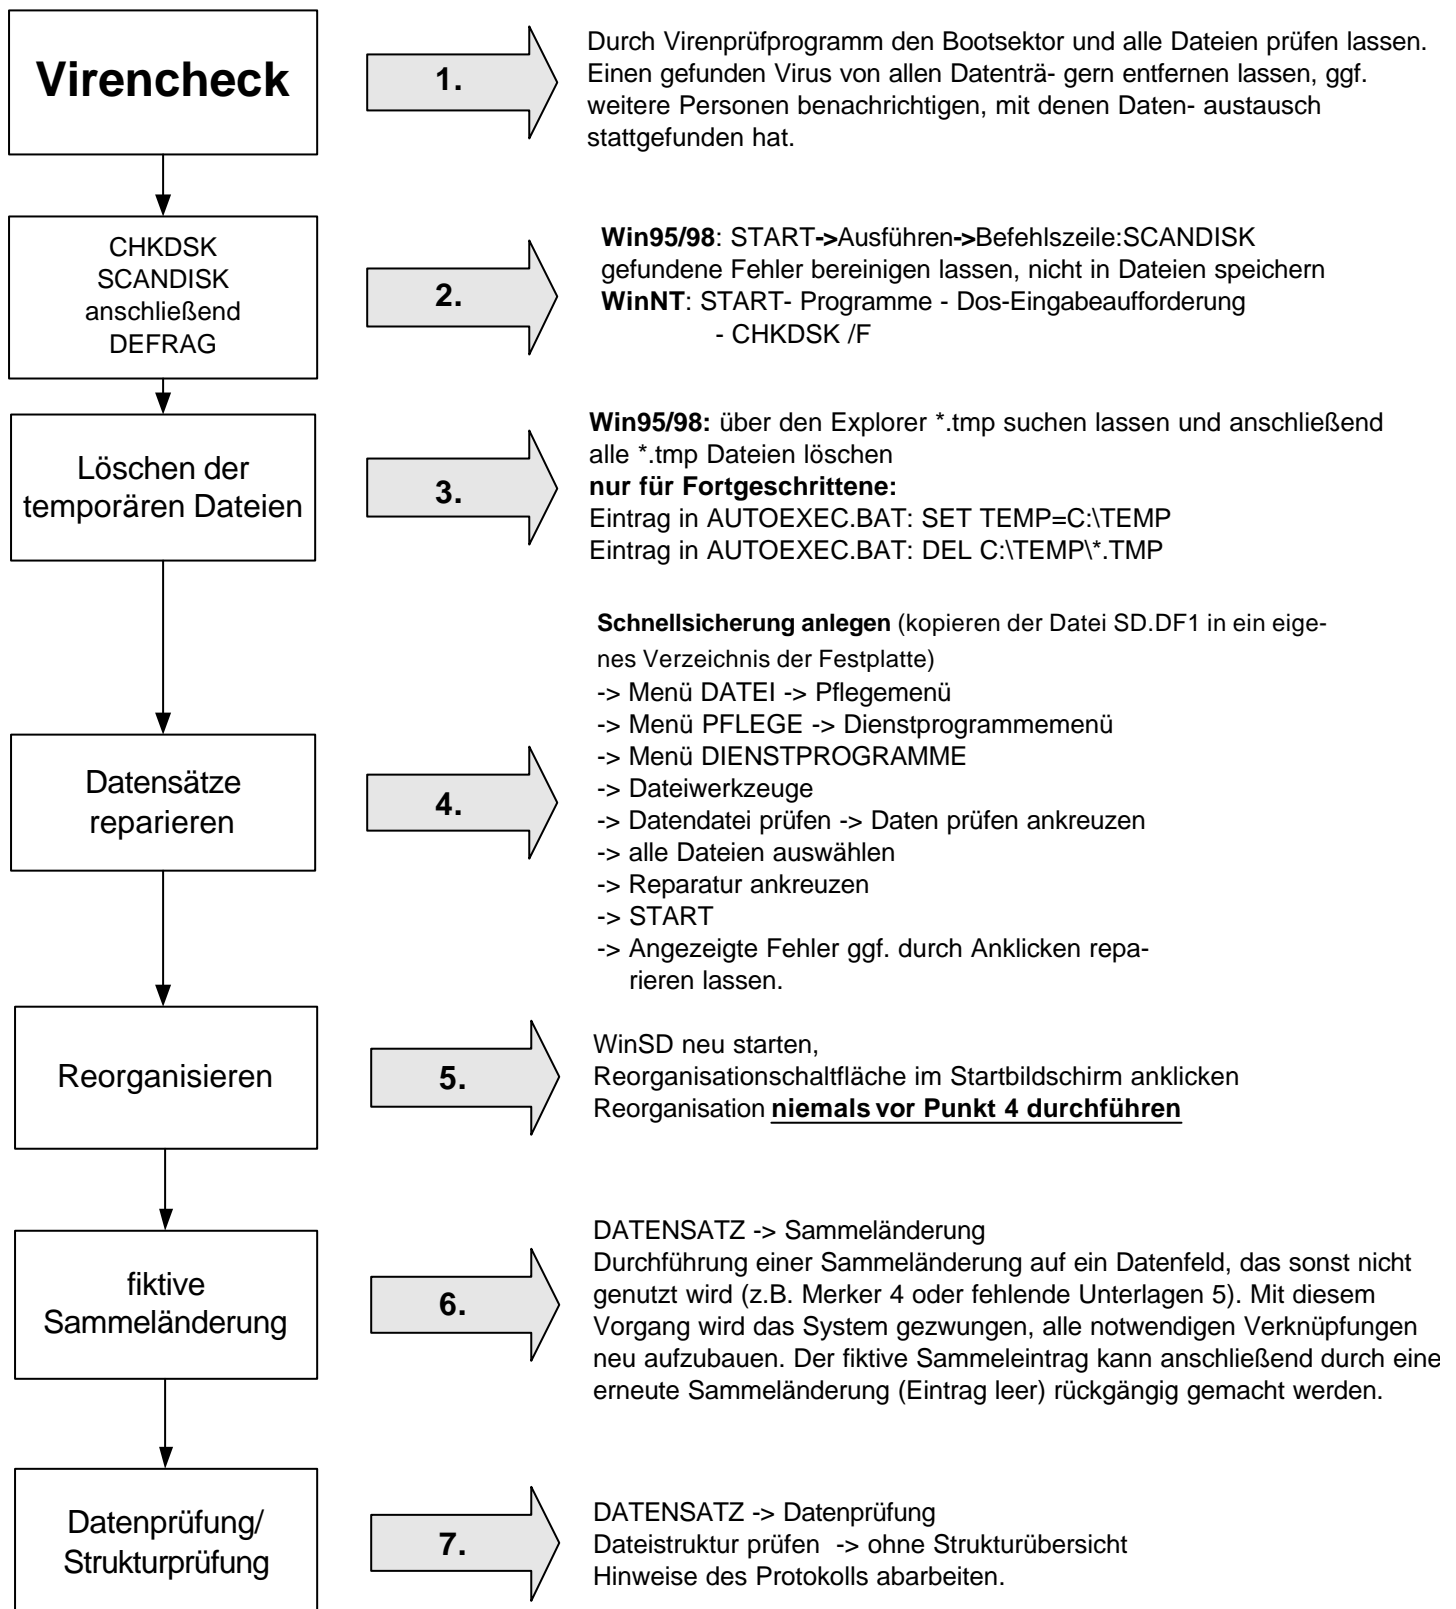 Virencheck
1.
Durch Virenprüfprogramm den Bootsektor und alle Dateien prüfen lassen.
Einen gefunden Virus von allen Datenträ- gern entfernen lassen, ggf.
weitere Personen benachrichtigen, mit denen Daten- austausch
stattgefunden hat.
CHKDSK
SCANDISK
anschließend
DEFRAG
2.
Win95/98: START->Ausführen->Befehlszeile:SCANDISK
gefundene Fehler bereinigen lassen, nicht in Dateien speichern
WinNT: START- Programme - Dos-Eingabeaufforderung
- CHKDSK /F
Löschen der
temporären Dateien
3.
Win95/98: über den Explorer *.tmp suchen lassen und anschließend
alle *.tmp Dateien löschen
nur für Fortgeschrittene:
Eintrag in AUTOEXEC.BAT: SET TEMP=C:\TEMP
Eintrag in AUTOEXEC.BAT: DEL C:\TEMP\*.TMP
Datensätze
reparieren
4.
Schnellsicherung anlegen (kopieren der Datei SD.DF1 in ein eige-
nes Verzeichnis der Festplatte)
-> Menü DATEI -> Pflegemenü
-> Menü PFLEGE -> Dienstprogrammemenü
-> Menü DIENSTPROGRAMME
-> Dateiwerkzeuge
-> Datendatei prüfen -> Daten prüfen ankreuzen
-> alle Dateien auswählen
-> Reparatur ankreuzen
-> START
-> Angezeigte Fehler ggf. durch Anklicken repa-
rieren lassen.
Reorganisieren
5.
WinSD neu starten,
Reorganisationschaltfläche im Startbildschirm anklicken
Reorganisation niemals vor Punkt 4 durchführen
fiktive
Sammeländerung
6.
DATENSATZ -> Sammeländerung
Durchführung einer Sammeländerung auf ein Datenfeld, das sonst nicht
genutzt wird (z.B. Merker 4 oder fehlende Unterlagen 5). Mit diesem
Vorgang wird das System gezwungen, alle notwendigen Verknüpfungen
neu aufzubauen. Der fiktive Sammeleintrag kann anschließend durch eine
erneute Sammeländerung (Eintrag leer) rückgängig gemacht werden.
Datenprüfung/
Strukturprüfung
7.
DATENSATZ -> Datenprüfung
Dateistruktur prüfen -> ohne Strukturübersicht
Hinweise des Protokolls abarbeiten.